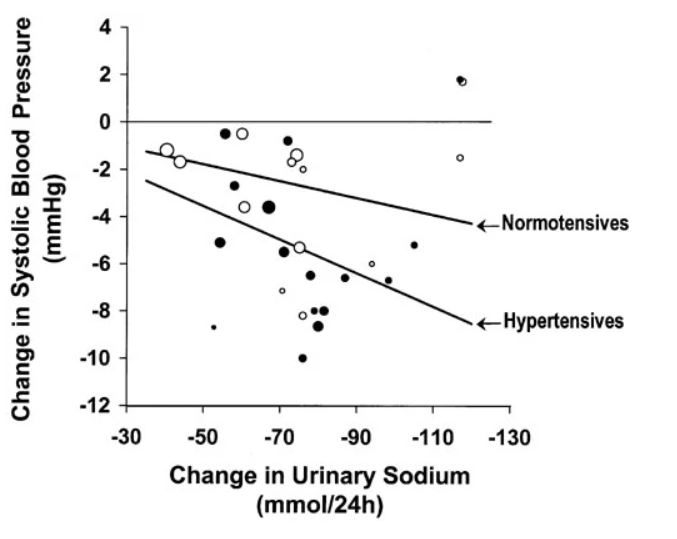 Change in Systolic Blood Pressure
(mmHg)
4
2
0
-2
-4
-6
-8
-10
-12
Normotensives
Hypertensives
-30 -50 -70 -90 -110 -130
Change in Urinary Sodium
(mmol/24h)